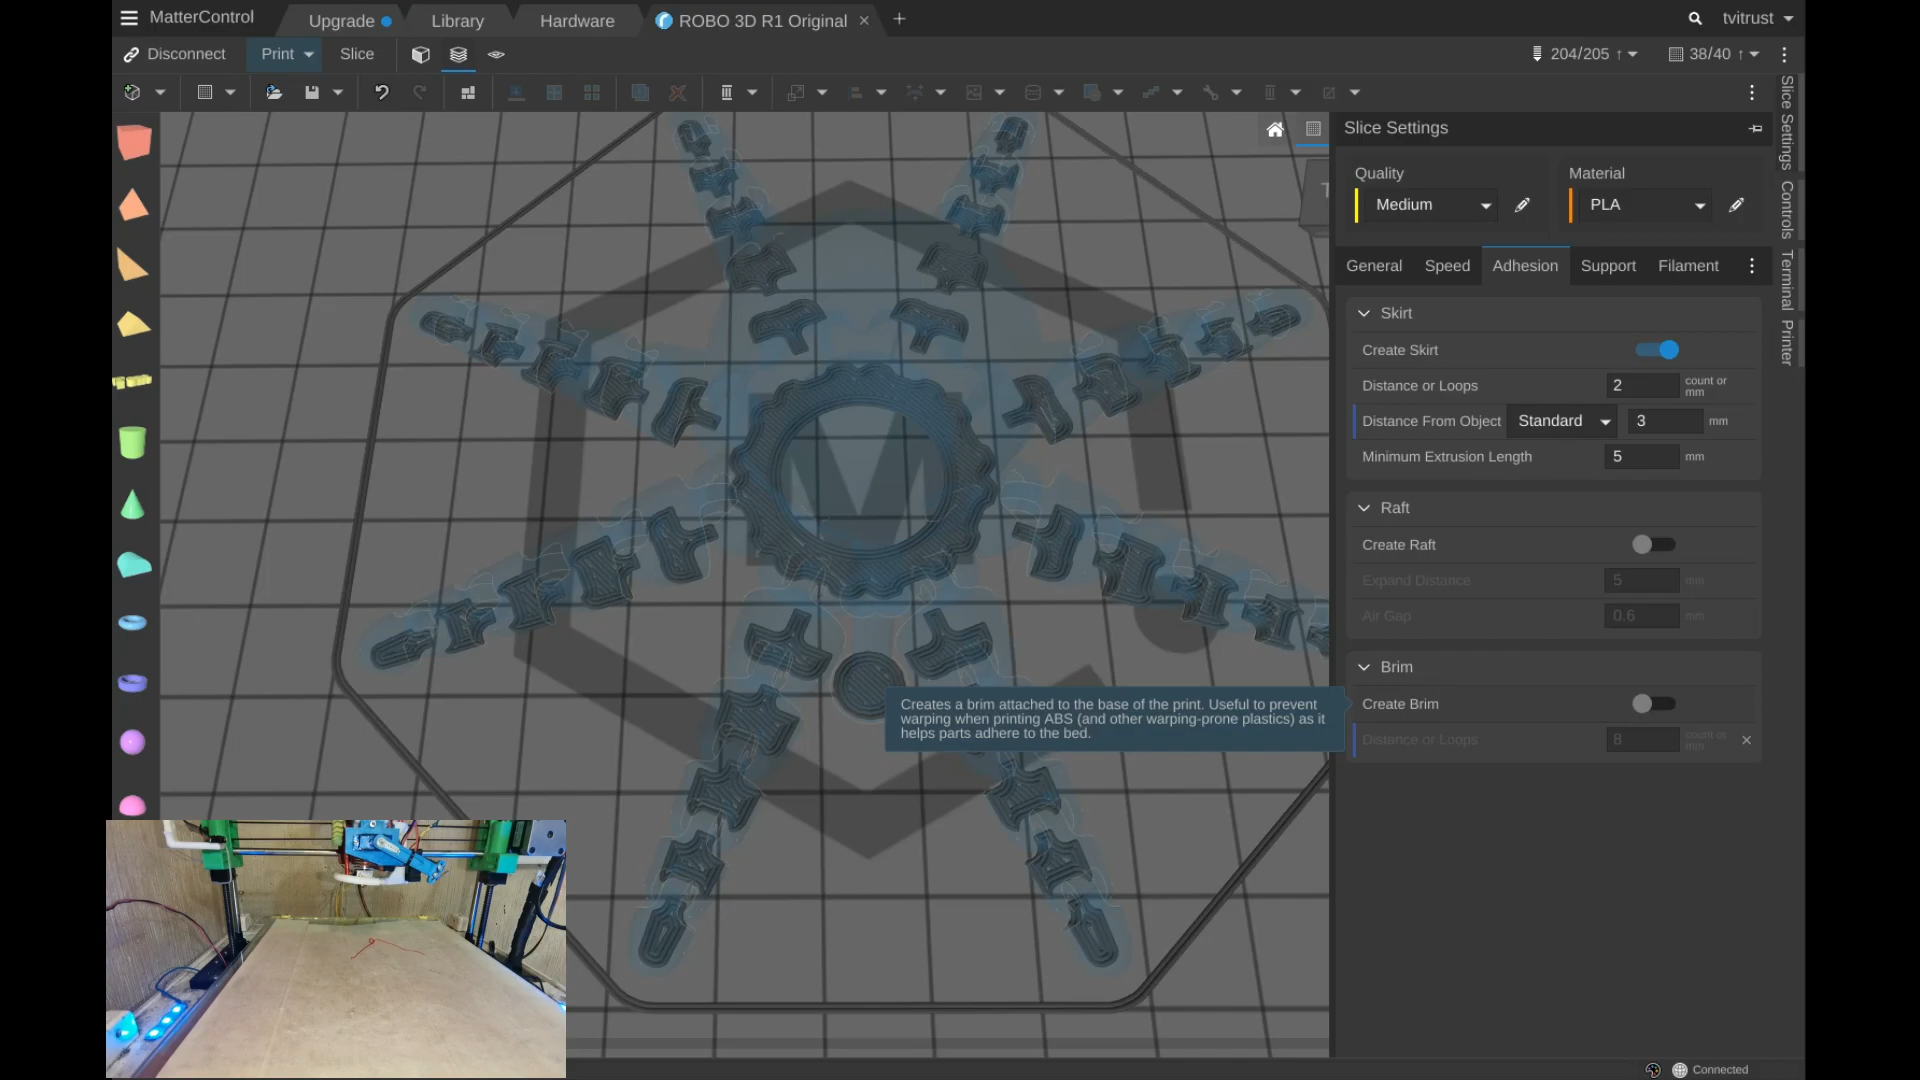 MatterControl
Upgrade
Library
Hardware
ROBO 3D R1 Original
tvitrust
Disconnect
Print
Slice
204/205
38/40
Slice Settings
Quality
Material
Medium
PLA
General
Speed
Adhesion
Support
Filament
Skirt
Create Skirt
Distance or Loops
2
count or
mm
Distance From Object
Standard
3
mm
Minimum Extrusion Length
5
mm
Raft
Create Raft
Expand Distance
5
mm
Air Gap
0.6
mm
Brim
Create Brim
Distance or Loops
8
count or
mm
Creates a brim attached to the base of the print. Useful to prevent
warping when printing ABS (and other warping-prone plastics) as it
helps parts adhere to the bed.
Slice Settings
Controls
Terminal
Printer
M
T
Connected